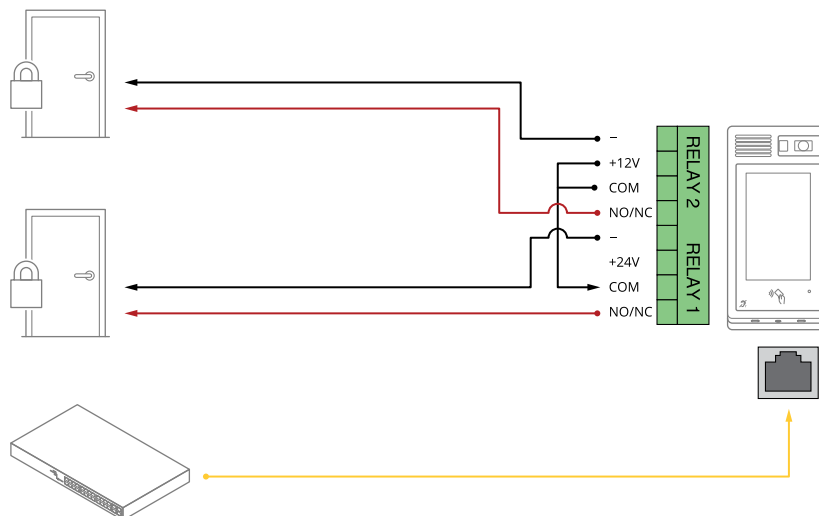 –
+12V
COM
NO/NC
–
+24V
COM
NO/NC
RELAY 2
RELAY 1